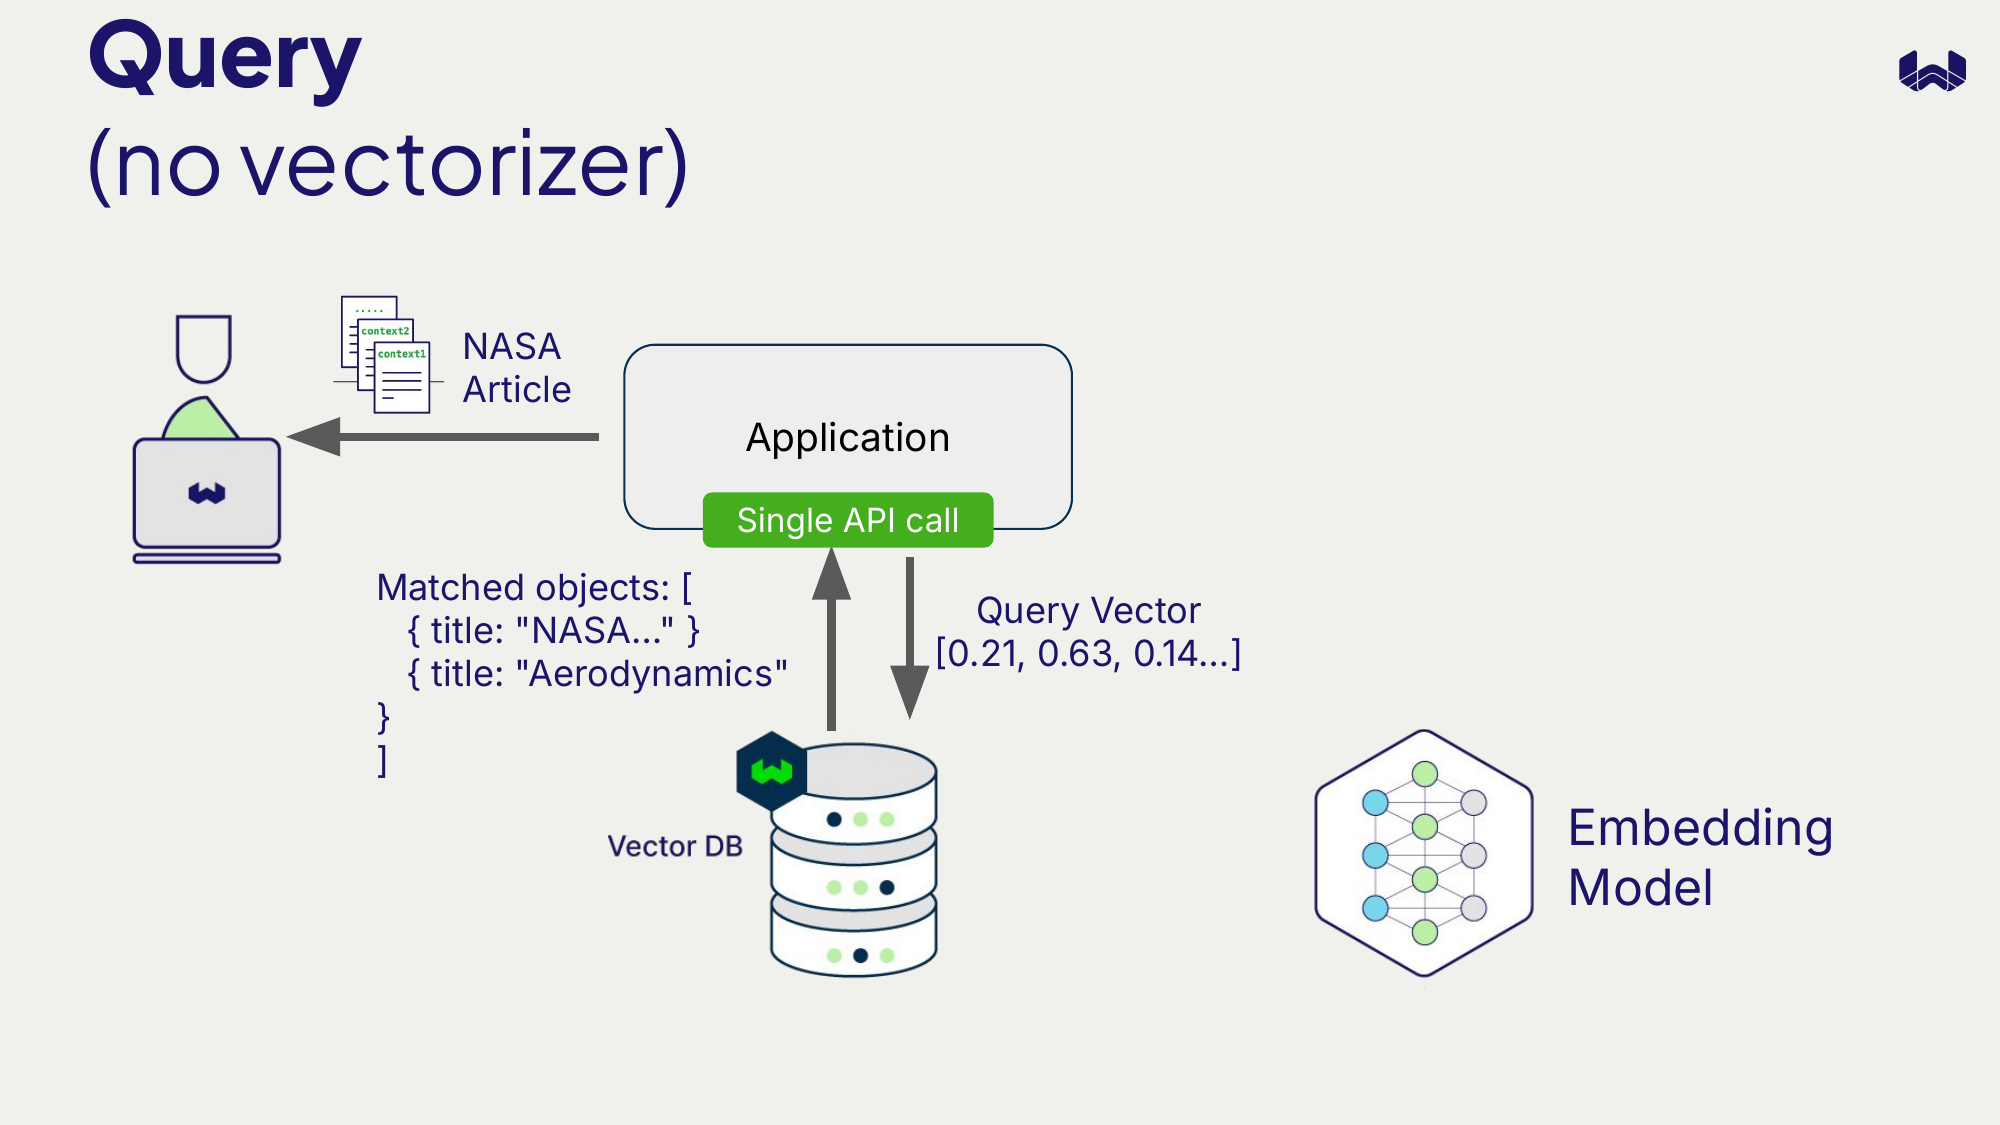 Query
(no vectorizer)
.....
context2
context1
NASA
Article
Application
Single API call
Matched objects: [
{ title: "NASA..." }
{ title: "Aerodynamics"
}
]
Query Vector
[0.21, 0.63, 0.14...]
Vector DB
Embedding
Model